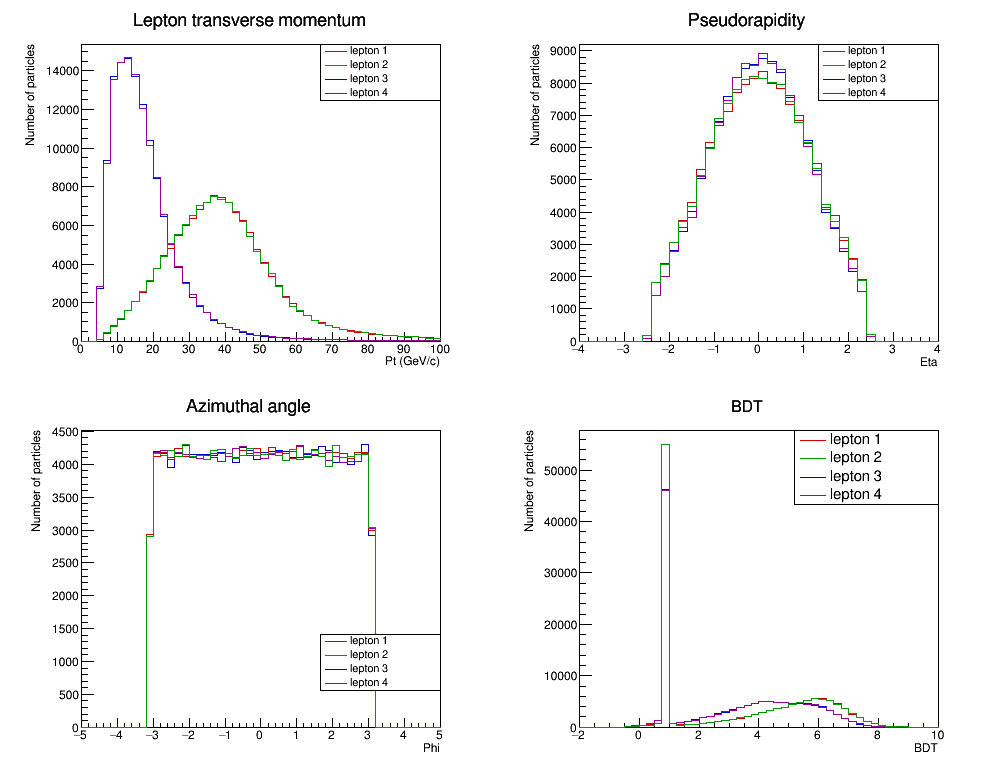 Lepton transverse momentum
Number of particles
14000
12000
10000
8000
6000
4000
2000
0
lepton 1
lepton 2
lepton 3
lepton 4
0 10 20 30 40 50 60 70 80 90 100
Pt (GeV/c)
Pseudorapidity
Number of particles
9000
8000
7000
6000
5000
4000
3000
2000
1000
0
lepton 1
lepton 2
lepton 3
lepton 4
−4 −3 −2 −1 0 1 2 3 4
Eta
Azimuthal angle
Number of particles
4500
4000
3500
3000
2500
2000
1500
1000
500
0
lepton 1
lepton 2
lepton 3
lepton 4
−5 −4 −3 −2 −1 0 1 2 3 4 5
Phi
BDT
Number of particles
50000
40000
30000
20000
10000
0
lepton 1
lepton 2
lepton 3
lepton 4
−2 0 2 4 6 8 10
BDT